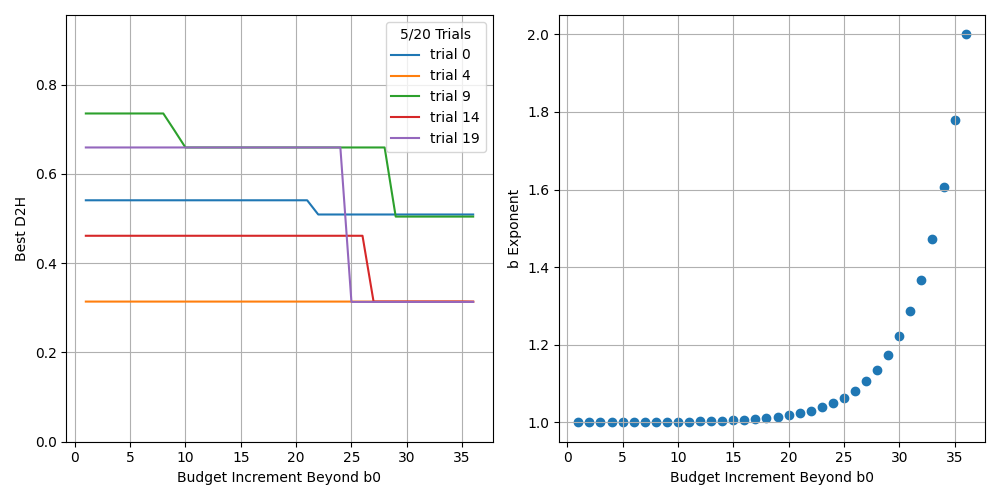 5/20 Trials
trial 0
trial 4
trial 9
trial 14
trial 19
Best D2H
0.8
0.6
0.4
0.2
0.0
0 5 10 15 20 25 30 35
Budget Increment Beyond b0
b Exponent
2.0
1.8
1.6
1.4
1.2
1.0
0 5 10 15 20 25 30 35
Budget Increment Beyond b0